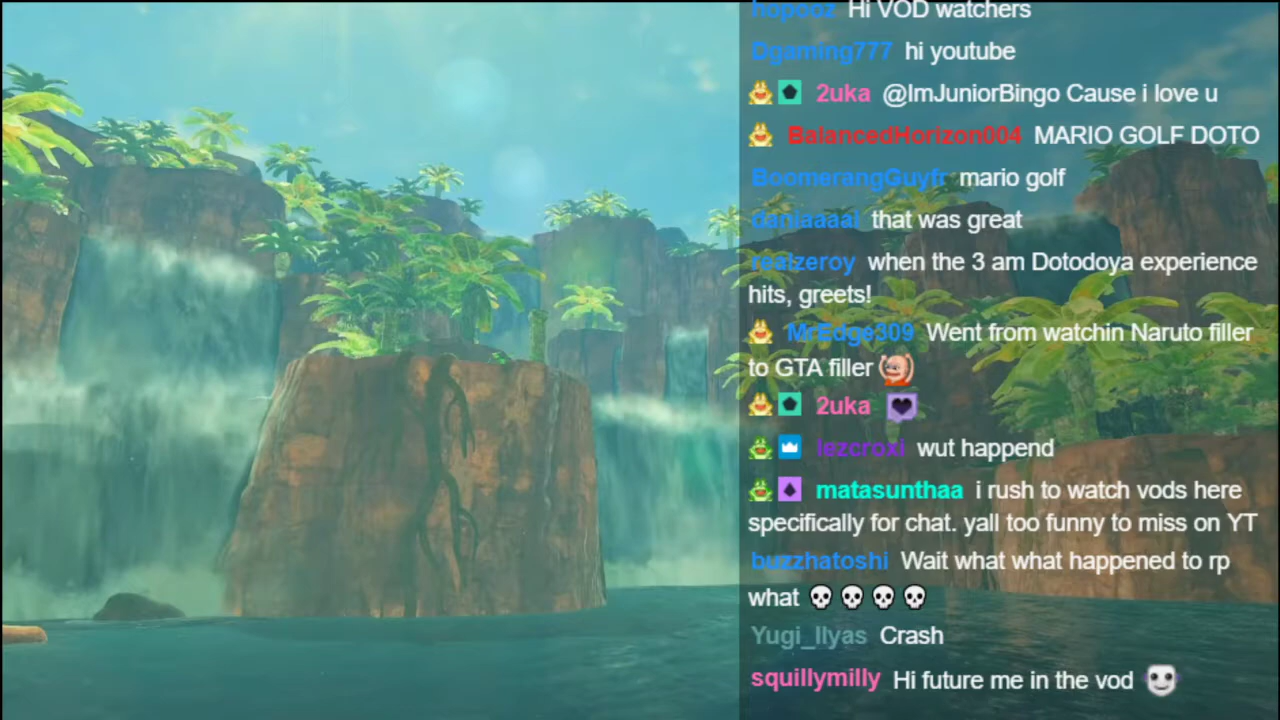 hopooz Hi VOD watchers
Dgaming777 hi youtube
2uka @ImJuniorBingo Cause i love u
BalancedHorizon004 MARIO GOLF DOTO
BoomerangGuyfr mario golf
daniaaaal that was great
realzeroy when the 3 am Dotodoya experience
hits, greets!
MrEdge309 Went from watchin Naruto filler
to GTA filler
2uka
lezcroxi wut happend
matasunthaa i rush to watch vods here
specifically for chat. yall too funny to miss on YT
buzzhatoshi Wait what what happened to rp
what 💀 💀 💀 💀
Yugi_Ilyas Crash
squillymilly Hi future me in the vod